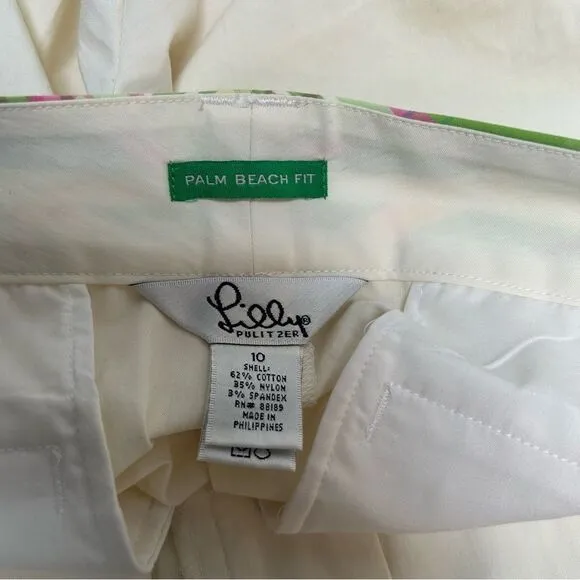 PALM BEACH FIT
Lilly®
PULITZER
10
SHELL:
62% COTTON
35% NYLON
3% SPANDEX
RN# 88189
MADE IN
PHILIPPINES